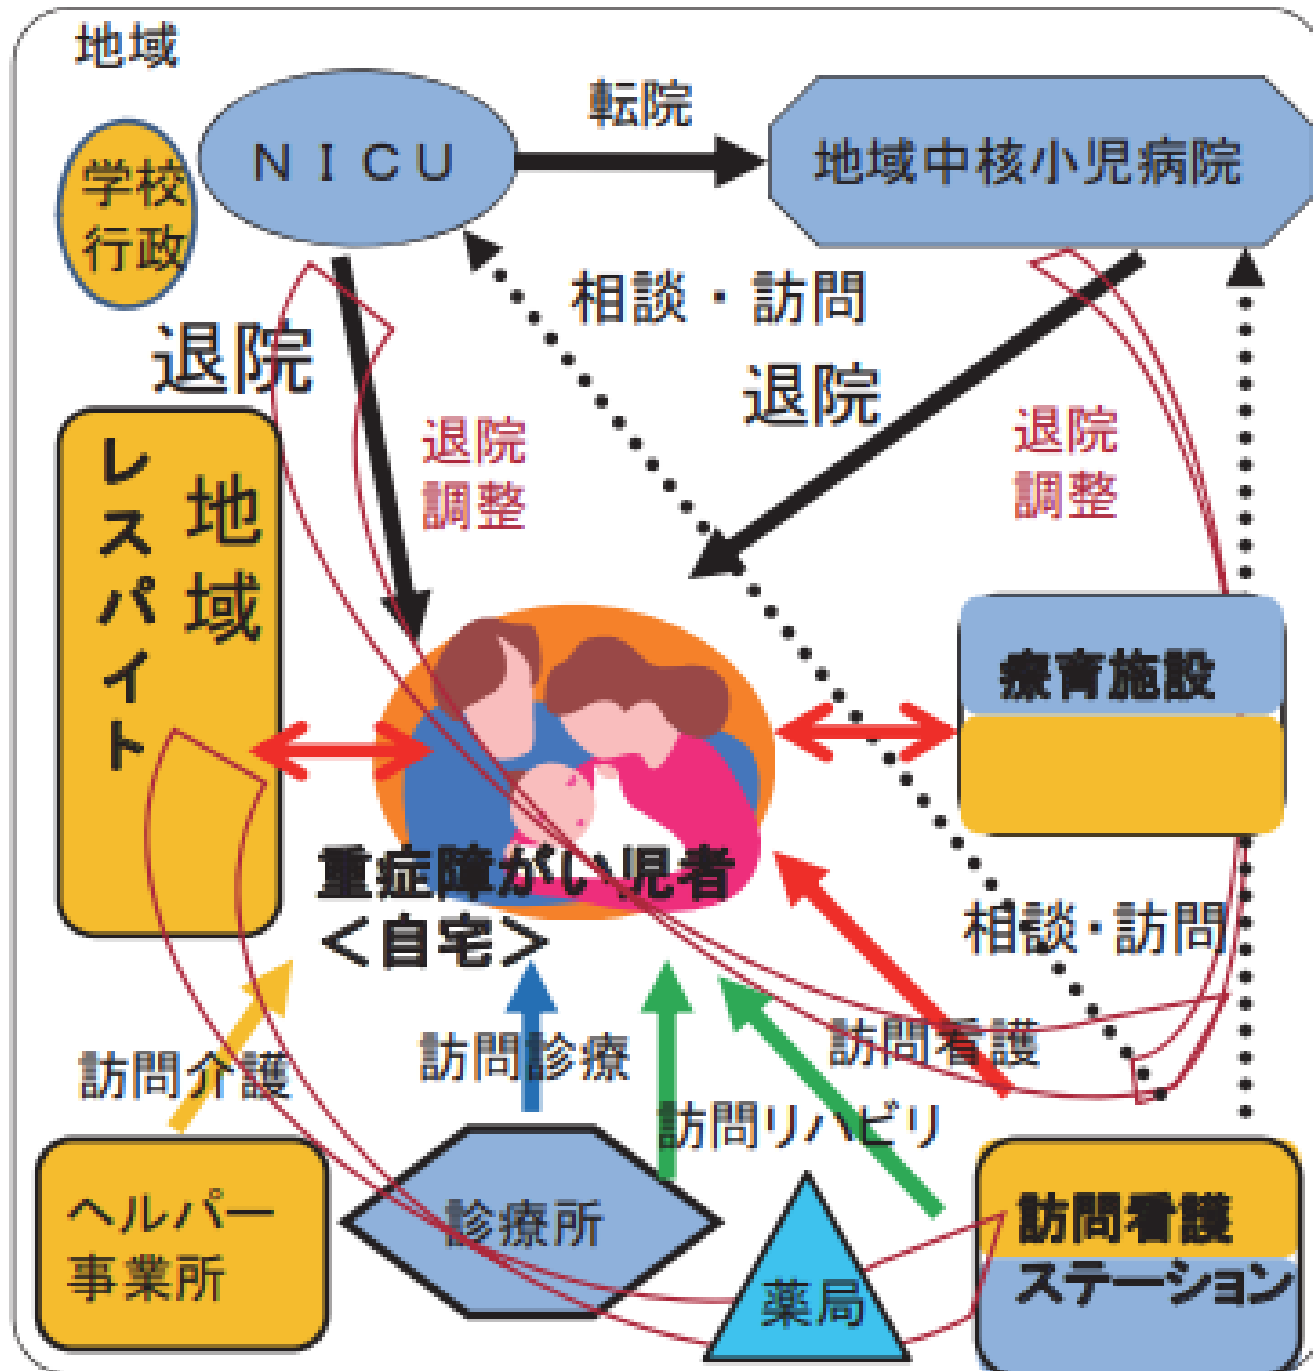 地域
転院
NICU
地域中核小児病院
学校
行政
相談・訪問
退院
退院
退院
調整
退院
調整
レスパイト
地域
療育施設
重症障がい児者
＜自宅＞
相談・訪問
訪問介護
訪問診療
訪問看護
訪問リハビリ
ヘルパー
事業所
診療所
薬局
訪問看護
ステーション